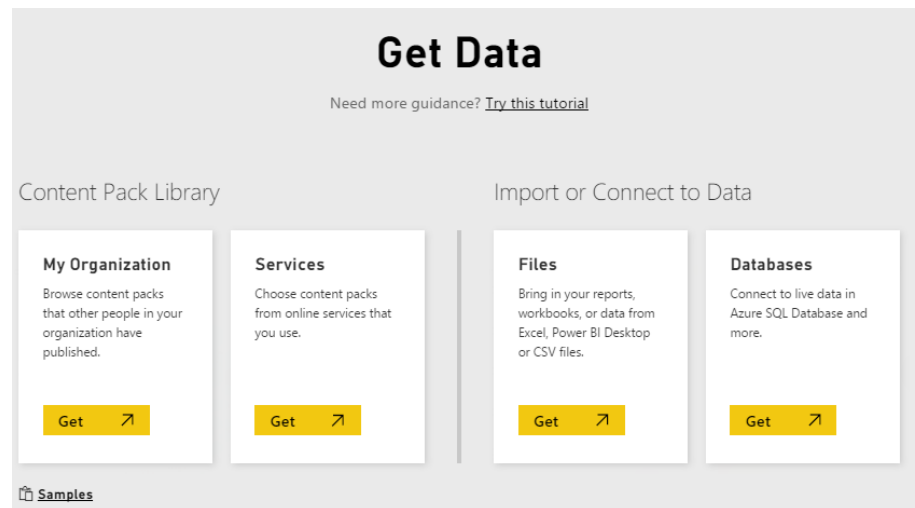 Get Data
Need more guidance? Try this tutorial
Content Pack Library
My Organization
Browse content packs
that other people in your
organization have
published.
Get
Services
Choose content packs
from online services that
you use.
Get
Import or Connect to Data
Files
Bring in your reports,
workbooks, or data from
Excel, Power BI Desktop
or CSV files.
Get
Databases
Connect to live data in
Azure SQL Database and
more.
Get
Samples